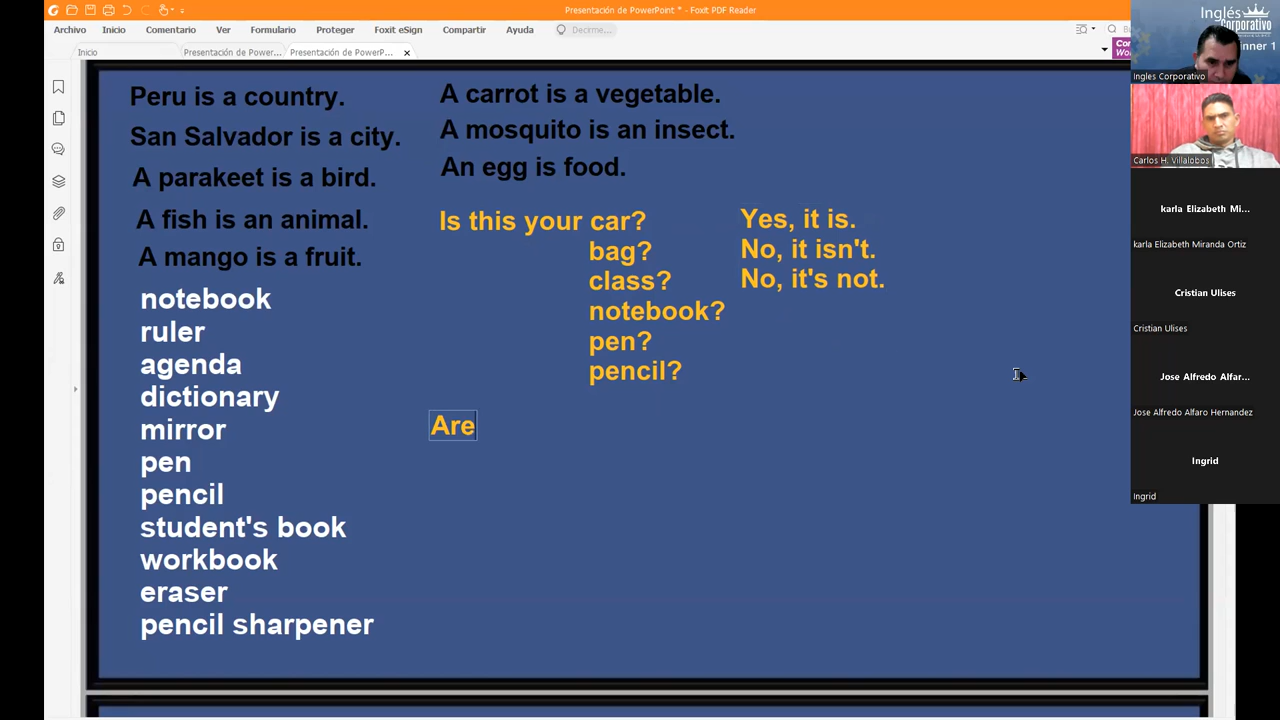 Presentación de PowerPoint * - Foxit PDF Reader
Archivo Inicio Comentario Ver Formulario Proteger Foxit eSign Compartir Ayuda Decirme...
Inicio Presentación de Power... Presentación de PowerP...
Peru is a country.
San Salvador is a city.
A parakeet is a bird.
A fish is an animal.
A mango is a fruit.
notebook
ruler
agenda
dictionary
mirror
pen
pencil
student's book
workbook
eraser
pencil sharpener
A carrot is a vegetable.
A mosquito is an insect.
An egg is food.
Is this your car?
bag?
class?
notebook?
pen?
pencil?
Yes, it is.
No, it isn't.
No, it's not.
Are
Inglés
Corporativo
Ingles Corporativo
Carlos H. Villalobos
karla Elizabeth Mi...
karla Elizabeth Miranda Ortiz
Cristian Ulises
Cristian Ulises
Jose Alfredo Alfar...
Jose Alfredo Alfaro Hernandez
Ingrid
Ingrid